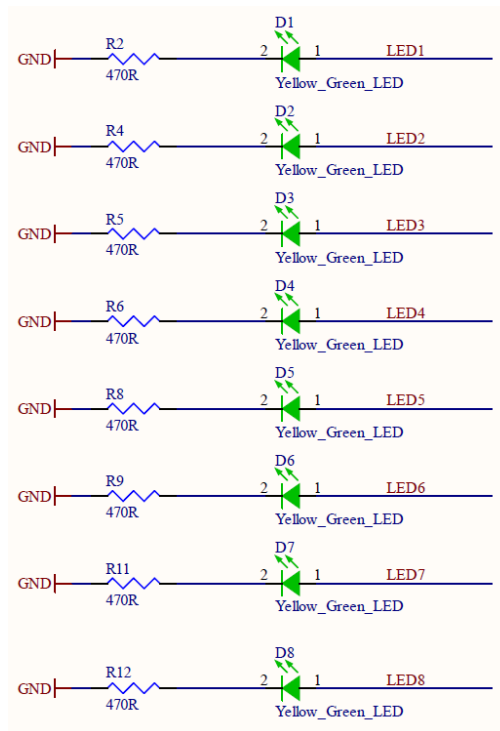 D1
R2
GND 2 1 LED1
470R
Yellow_Green_LED
D2
R4
GND 2 1 LED2
470R
Yellow_Green_LED
D3
R5
GND 2 1 LED3
470R
Yellow_Green_LED
D4
R6
GND 2 1 LED4
470R
Yellow_Green_LED
D5
R8
GND 2 1 LED5
470R
Yellow_Green_LED
D6
R9
GND 2 1 LED6
470R
Yellow_Green_LED
D7
R11
GND 2 1 LED7
470R
Yellow_Green_LED
D8
R12
GND 2 1 LED8
470R
Yellow_Green_LED